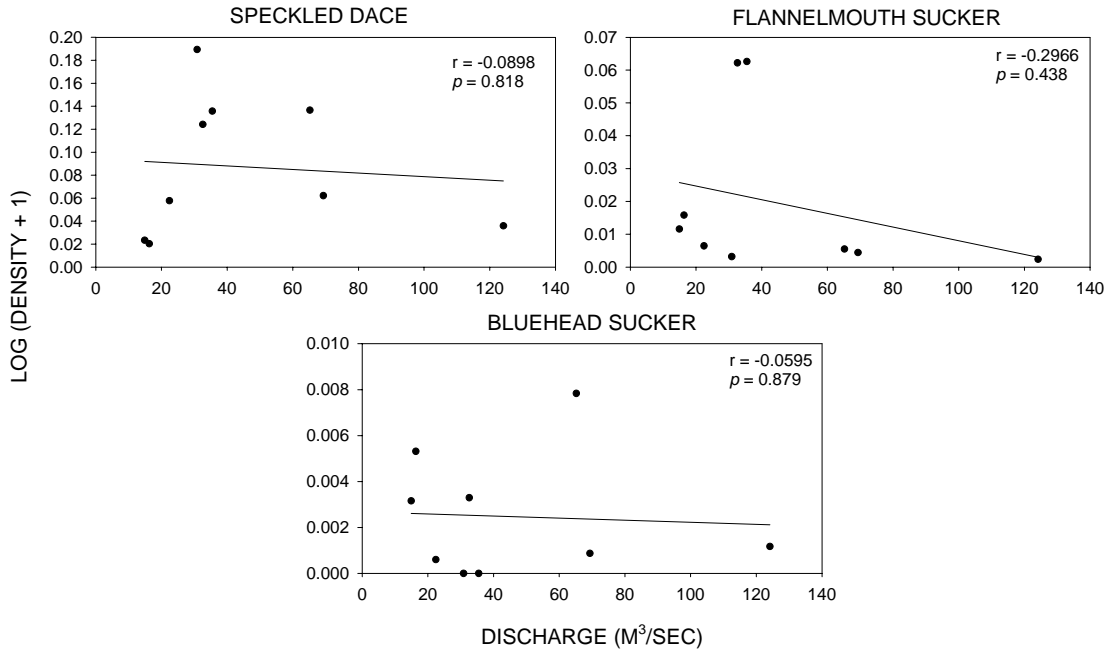 SPECKLED DACE
FLANNELMOUTH SUCKER
0.20
0.18
0.16
0.14
0.12
0.10
0.08
0.06
0.04
0.02
0.00
r = -0.0898
p = 0.818
0 20 40 60 80 100 120 140
0.07
0.06
0.05
0.04
0.03
0.02
0.01
0.00
r = -0.2966
p = 0.438
0 20 40 60 80 100 120 140
LOG (DENSITY + 1)
BLUEHEAD SUCKER
0.010
0.008
0.006
0.004
0.002
0.000
r = -0.0595
p = 0.879
0 20 40 60 80 100 120 140
DISCHARGE (M³/SEC)